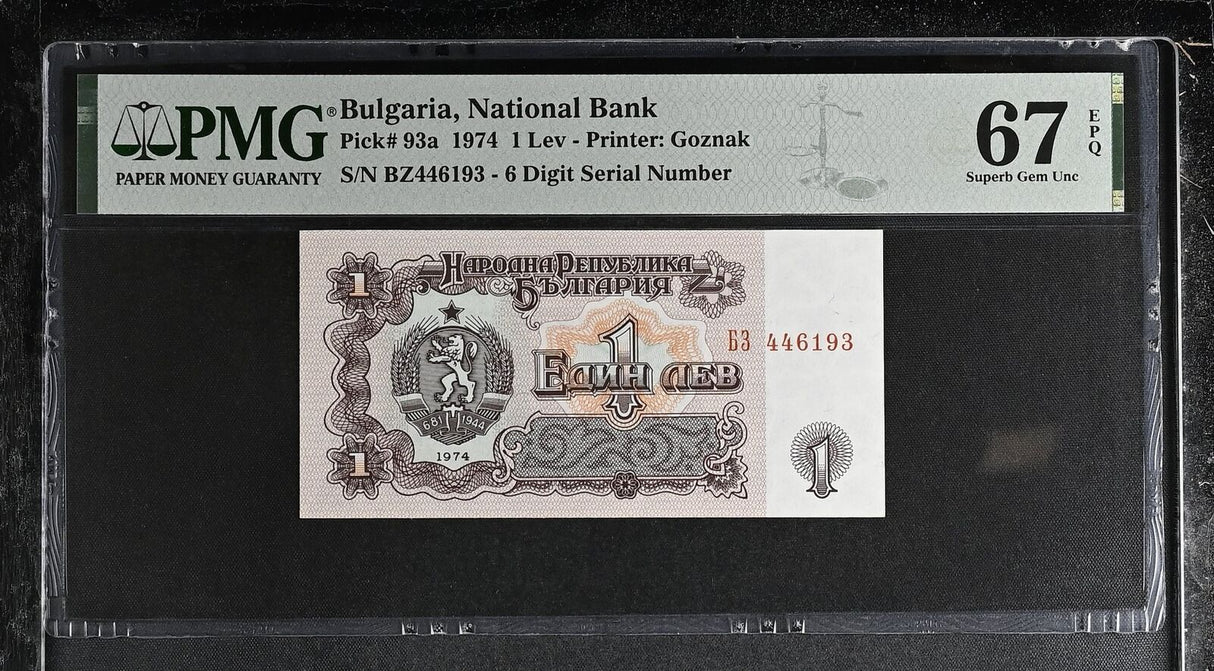 PMG®
PAPER MONEY GUARANTY
Bulgaria, National Bank
Pick# 93a 1974 1 Lev - Printer: Goznak
S/N BZ446193 - 6 Digit Serial Number
67
EPQ
Superb Gem Unc
1
НАРОДНА РЕПУБЛИКА
БЪЛГАРИЯ
1
ЕДИН ЛЕВ
БЗ 446193
681 1944
1974
1
1